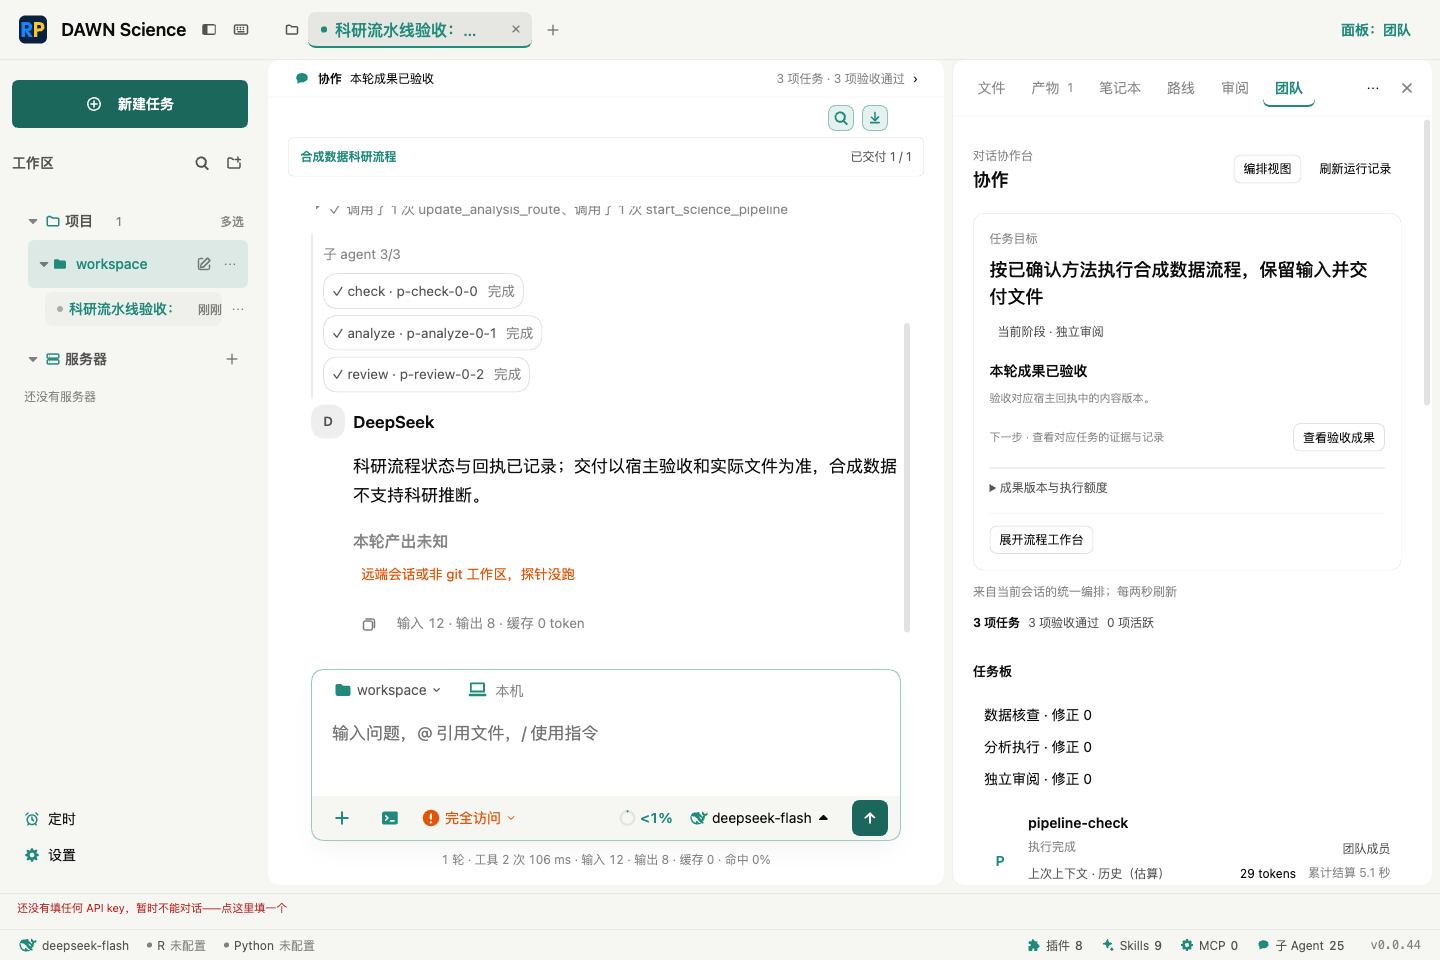 RP DAWN Science
科研流水线验收：...
面板：团队
新建任务
工作区
项目 1 多选
workspace
科研流水线验收： 刚刚
服务器
还没有服务器
定时
设置
协作 本轮成果已验收 3 项任务 · 3 项验收通过
合成数据科研流程 已交付 1 / 1
调用了 1 次 update_analysis_route、调用了 1 次 start_science_pipeline
子 agent 3/3
check · p-check-0-0 完成
analyze · p-analyze-0-1 完成
review · p-review-0-2 完成
D DeepSeek
科研流程状态与回执已记录；交付以宿主验收和实际文件为准，合成数据
不支持科研推断。
本轮产出未知
远端会话或非 git 工作区，探针没跑
输入 12 · 输出 8 · 缓存 0 token
workspace 本机
输入问题，@ 引用文件，/ 使用指令
完全访问 <1% deepseek-flash
1 轮 · 工具 2 次 106 ms · 输入 12 · 输出 8 · 缓存 0 · 命中 0%
文件 产物 1 笔记本 路线 审阅 团队
对话协作台
协作 编排视图 刷新运行记录
任务目标
按已确认方法执行合成数据流程，保留输入并交
付文件
当前阶段 · 独立审阅
本轮成果已验收
验收对应宿主回执中的内容版本。
下一步 · 查看对应任务的证据与记录 查看验收成果
成果版本与执行额度
展开流程工作台
来自当前会话的统一编排；每两秒刷新
3 项任务 3 项验收通过 0 项活跃
任务板
数据核查 · 修正 0
分析执行 · 修正 0
独立审阅 · 修正 0
pipeline-check
执行完成 团队成员
P
上次上下文 · 历史（估算） 29 tokens 累计结算 5.1 秒
还没有填任何 API key，暂时不能对话——点这里填一个
deepseek-flash R 未配置 Python 未配置 插件 8 Skills 9 MCP 0 子 Agent 25 v0.0.44